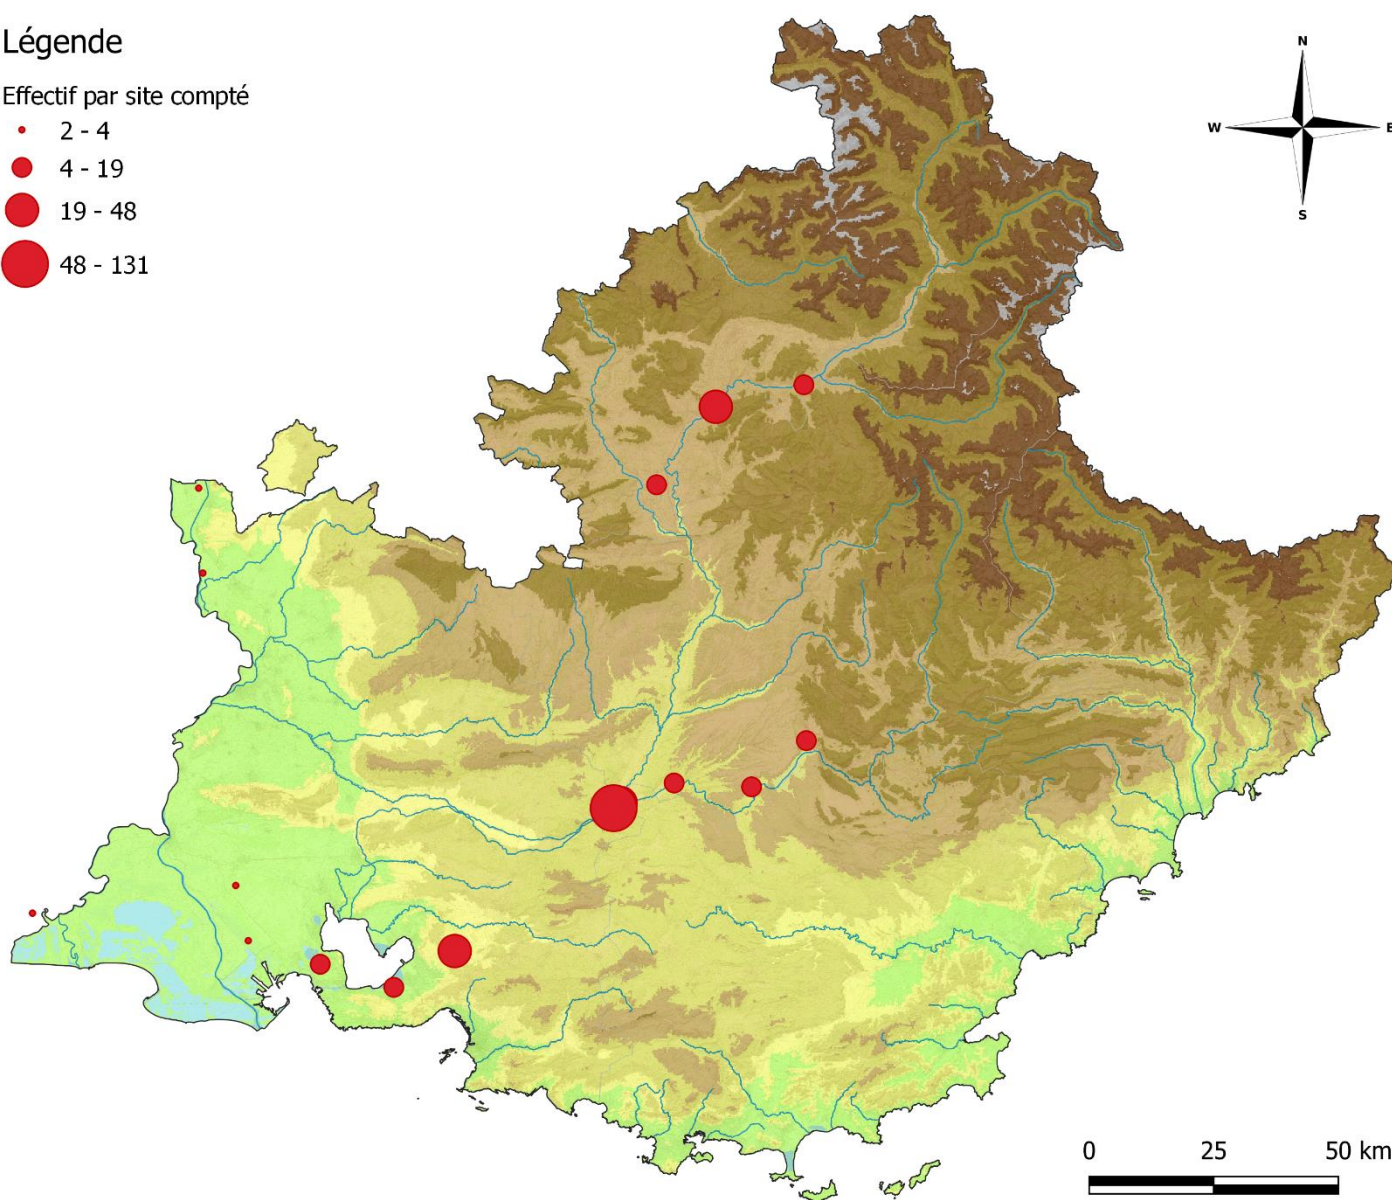 Légende
Effectif par site compté
2 - 4
4 - 19
19 - 48
48 - 131
N
W
E
S
0 25 50 km